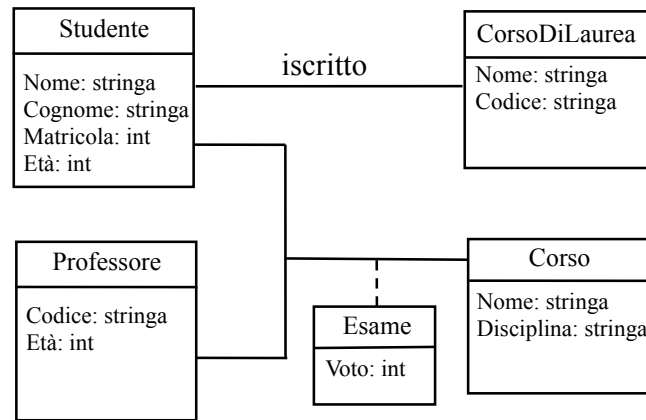 Studente
Nome: stringa
Cognome: stringa
Matricola: int
Età: int
iscritto
CorsoDiLaurea
Nome: stringa
Codice: stringa
Professore
Codice: stringa
Età: int
Esame
Voto: int
Corso
Nome: stringa
Disciplina: stringa